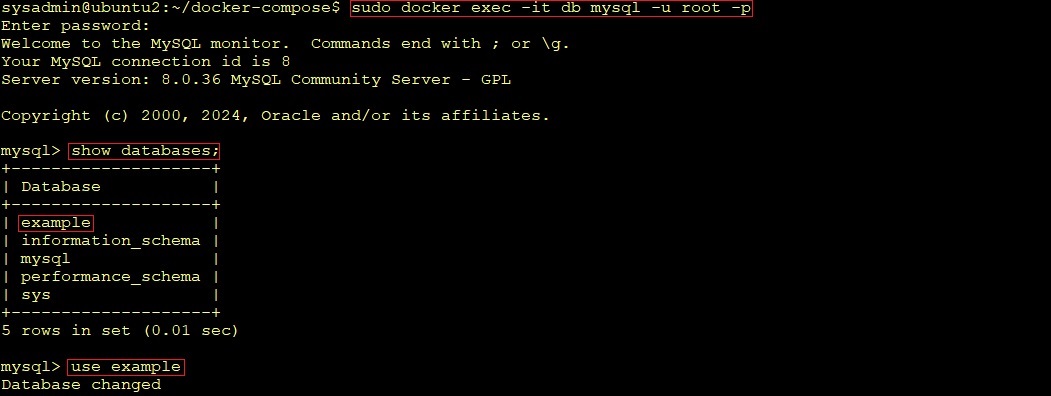 sysadmin@ubuntu2:~/docker-compose$ sudo docker exec -it db mysql -u root -p
Enter password:
Welcome to the MySQL monitor.  Commands end with ; or \g.
Your MySQL connection id is 8
Server version: 8.0.36 MySQL Community Server - GPL

Copyright (c) 2000, 2024, Oracle and/or its affiliates.

mysql> show databases;
+--------------------+
| Database           |
+--------------------+
| example            |
| information_schema |
| mysql              |
| performance_schema |
| sys                |
+--------------------+
5 rows in set (0.01 sec)

mysql> use example
Database changed